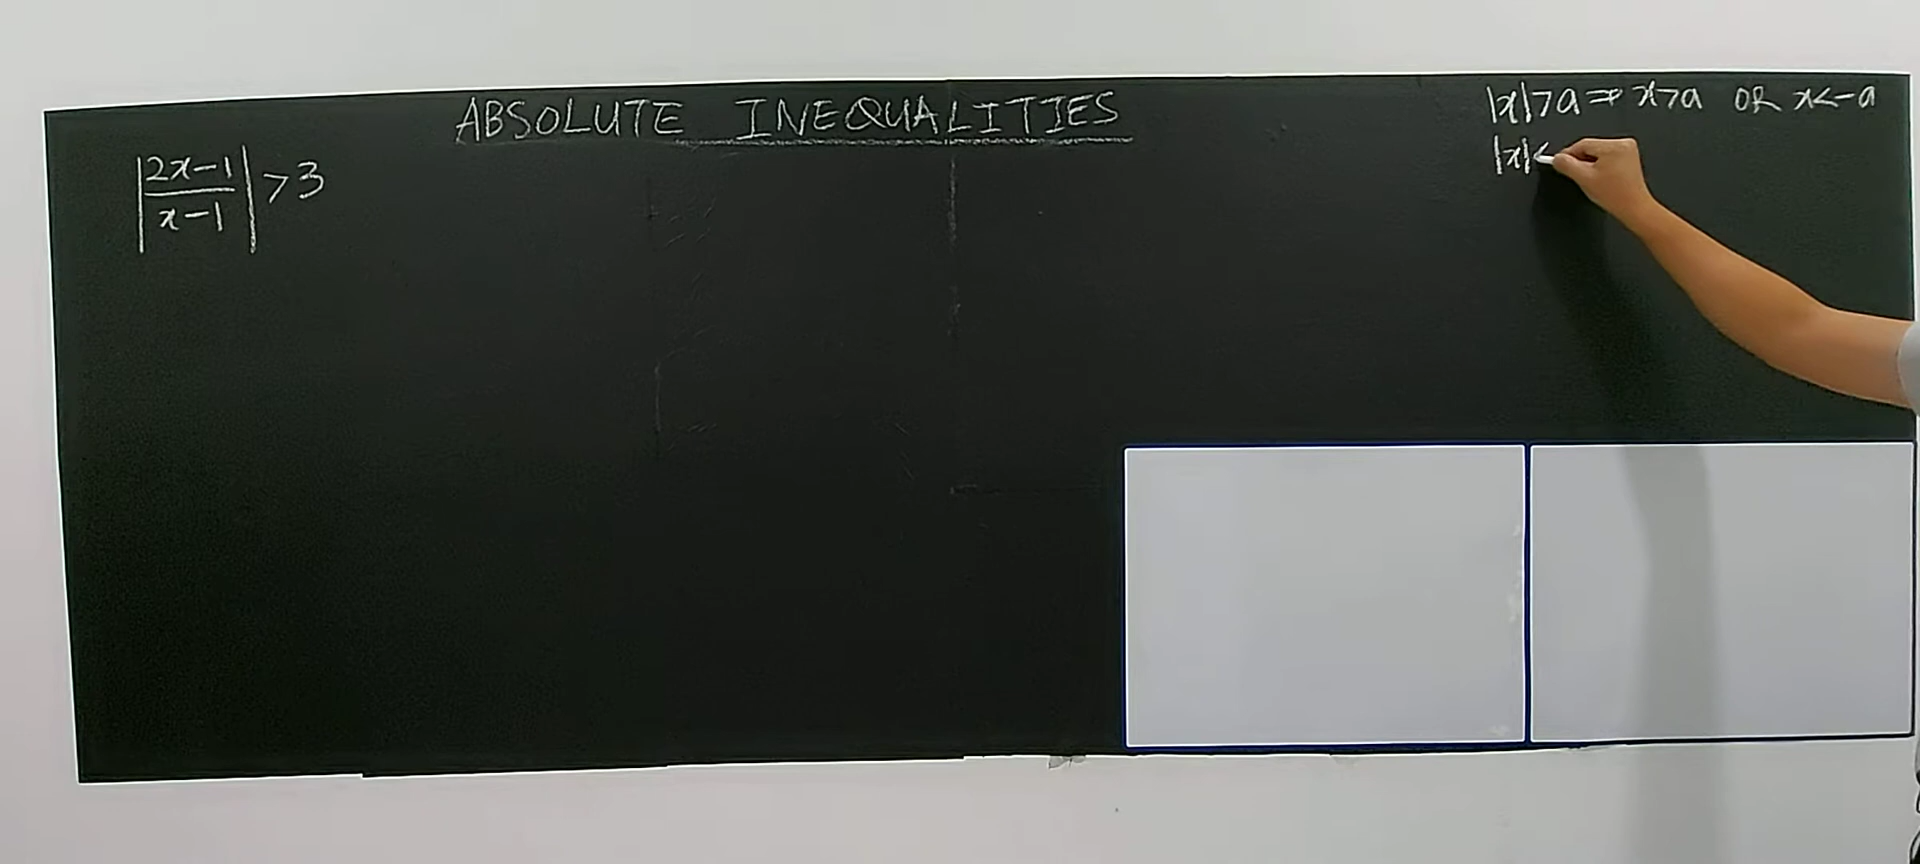 ABSOLUTE INEQUALITIES
|x|>a ⇒ x>a OR x<-a
|x|<
|2x-1/x-1|>3